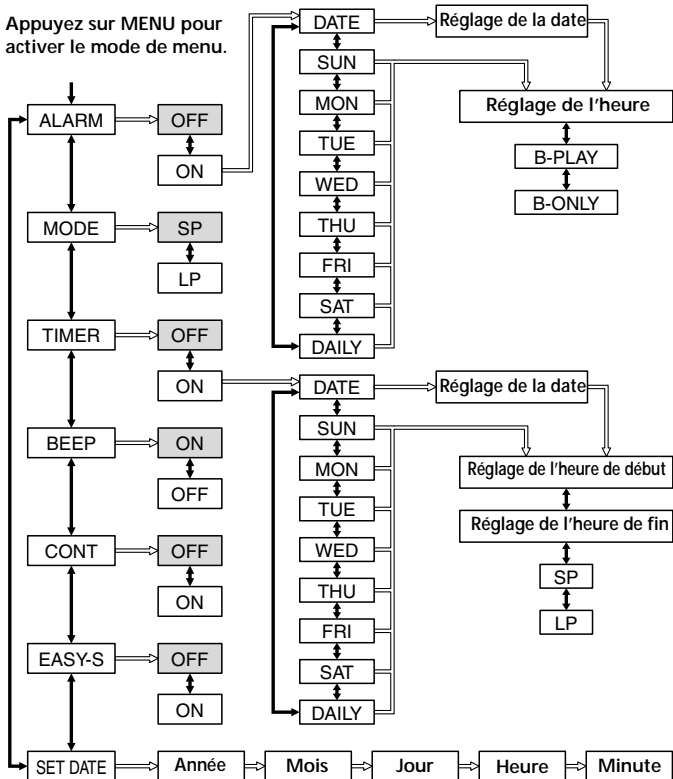 Appuyez sur MENU pour
activer le mode de menu.
ALARM
OFF
ON
DATE
Réglage de la date
SUN
MON
TUE
WED
THU
FRI
SAT
DAILY
Réglage de l'heure
B-PLAY
B-ONLY
MODE
SP
LP
TIMER
OFF
ON
DATE
Réglage de la date
SUN
MON
TUE
WED
THU
FRI
SAT
DAILY
Réglage de l'heure de début
Réglage de l'heure de fin
SP
LP
BEEP
ON
OFF
CONT
OFF
ON
EASY-S
OFF
ON
SET DATE
Année
Mois
Jour
Heure
Minute